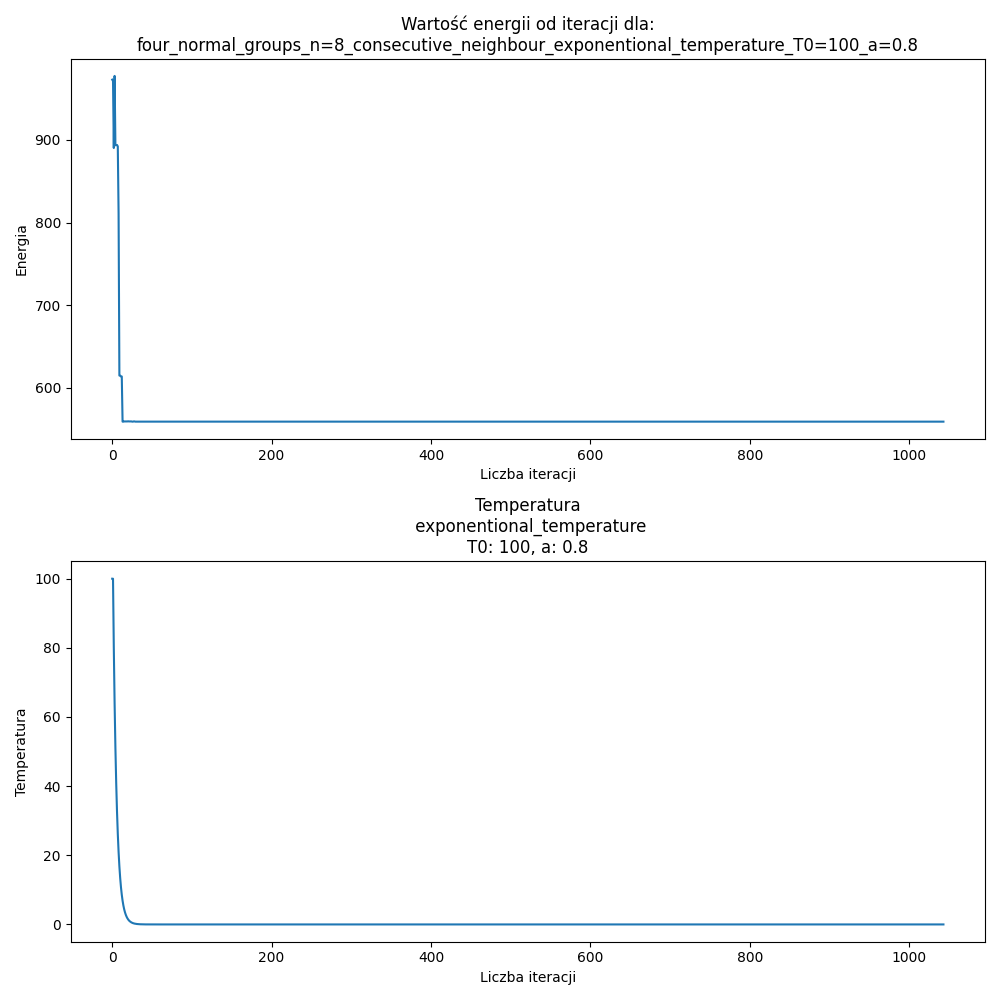 Wartość energii od iteracji dla:
four_normal_groups_n=8_consecutive_neighbour_exponentional_temperature_T0=100_a=0.8
900
800
700
600
Energia
0 200 400 600 800 1000
Liczba iteracji
Temperatura
exponentional_temperature
T0: 100, a: 0.8
100
80
60
40
20
0
Temperatura
0 200 400 600 800 1000
Liczba iteracji